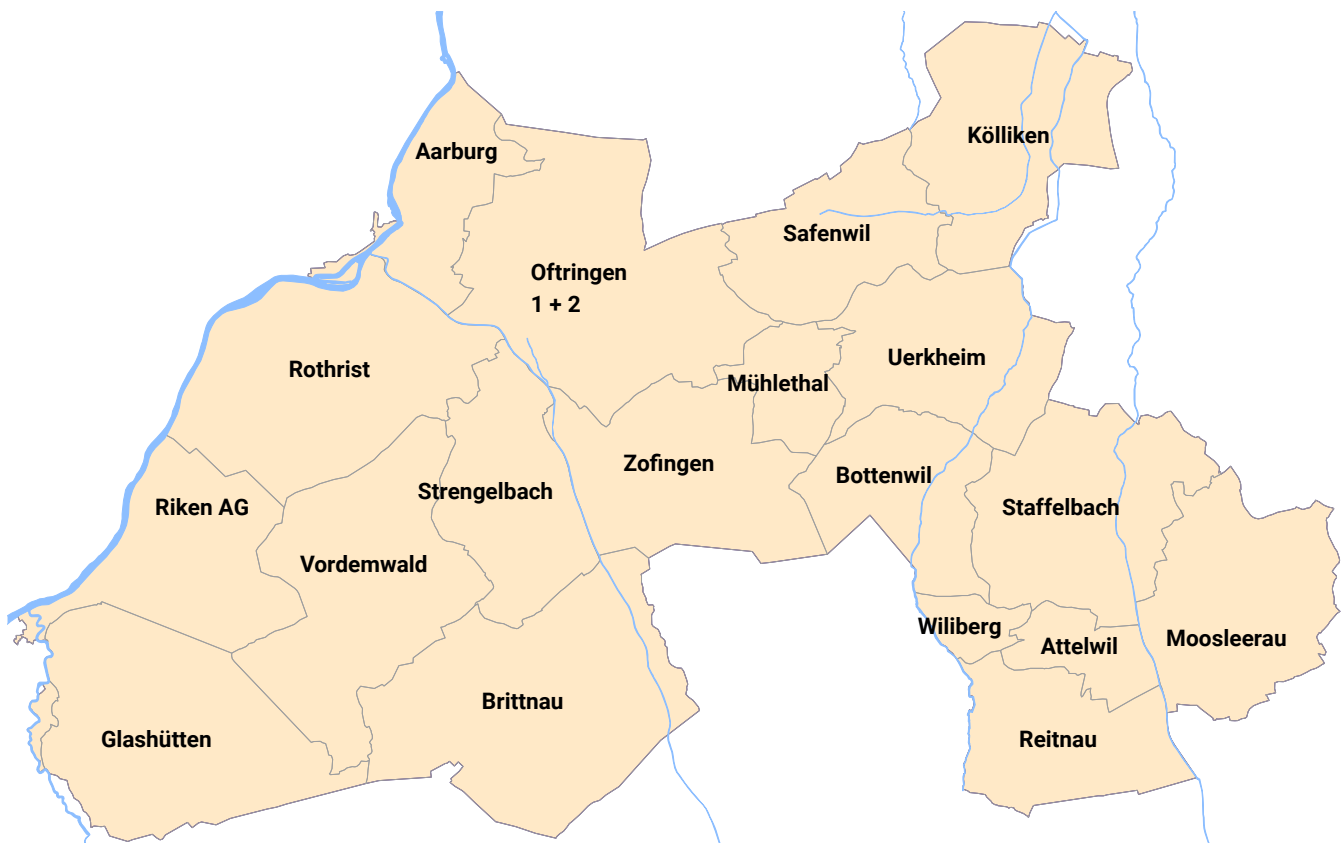 Kölliken
Aarburg
Safenwil
Oftringen
1 + 2
Uerkheim
Rothrist
Mühlethal
Zofingen
Bottenwil
Strengelbach
Riken AG
Staffelbach
Vordemwald
Wiliberg
Attelwil
Moosleerau
Brittnau
Glashütten
Reitnau